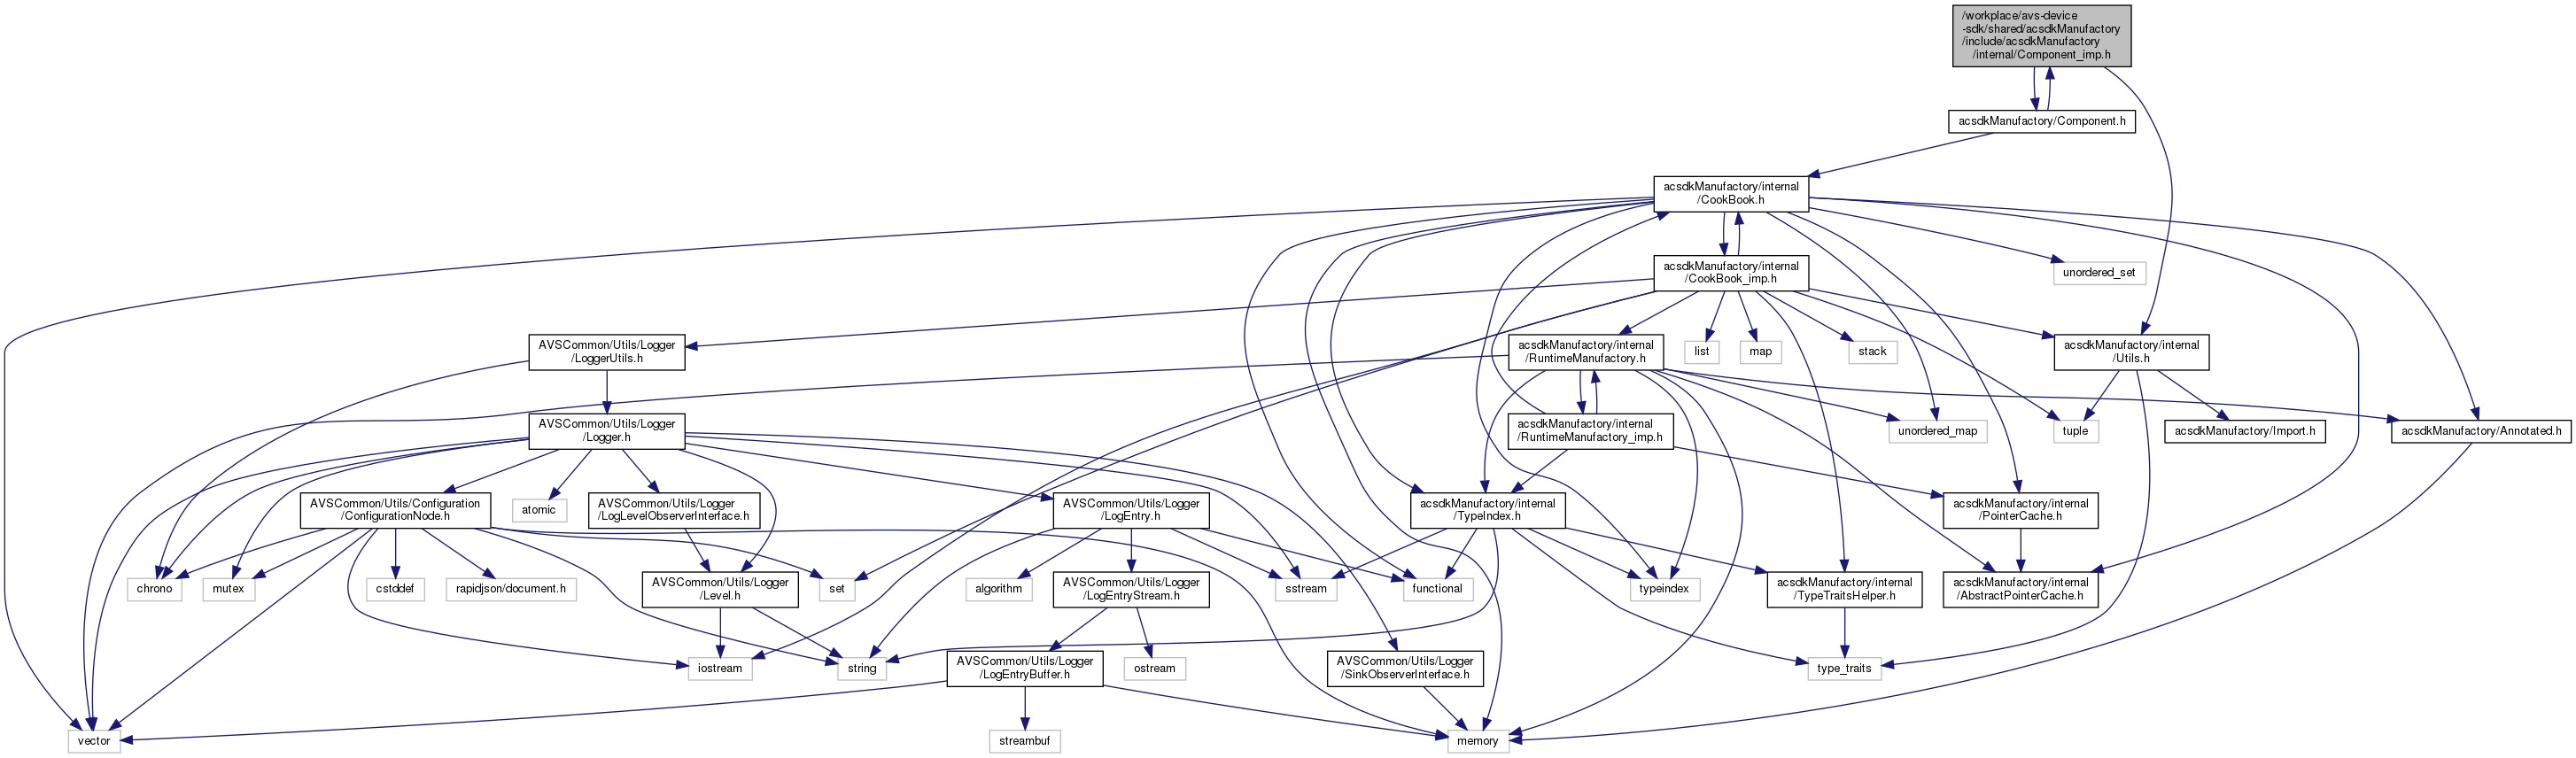 /workplace/avs-device
-sdk/shared/acsdkManufactory
/include/acsdkManufactory
/internal/Component_imp.h
acsdkManufactory/Component.h
acsdkManufactory/internal
/CookBook.h
acsdkManufactory/internal
/CookBook_imp.h
unordered_set
AVSCommon/Utils/Logger
/LoggerUtils.h
acsdkManufactory/internal
/RuntimeManufactory.h
list
map
stack
acsdkManufactory/internal
/Utils.h
AVSCommon/Utils/Logger
/Logger.h
acsdkManufactory/internal
/RuntimeManufactory_imp.h
unordered_map
tuple
acsdkManufactory/Import.h
acsdkManufactory/Annotated.h
AVSCommon/Utils/Configuration
/ConfigurationNode.h
atomic
AVSCommon/Utils/Logger
/LogLevelObserverInterface.h
AVSCommon/Utils/Logger
/LogEntry.h
acsdkManufactory/internal
/TypeIndex.h
acsdkManufactory/internal
/PointerCache.h
chrono
mutex
cstddef
rapidjson/document.h
AVSCommon/Utils/Logger
/Level.h
set
algorithm
AVSCommon/Utils/Logger
/LogEntryStream.h
sstream
functional
typeindex
acsdkManufactory/internal
/TypeTraitsHelper.h
acsdkManufactory/internal
/AbstractPointerCache.h
iostream
string
AVSCommon/Utils/Logger
/LogEntryBuffer.h
ostream
AVSCommon/Utils/Logger
/SinkObserverInterface.h
type_traits
vector
streambuf
memory